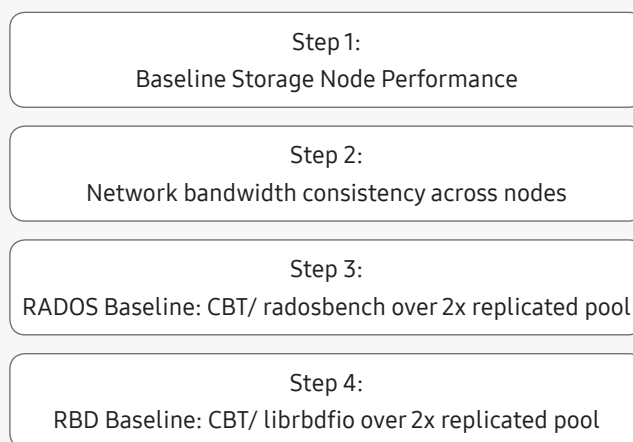 Step 1:
Baseline Storage Node Performance
Step 2:
Network bandwidth consistency across nodes
Step 3:
RADOS Baseline: CBT/ radosbench over 2x replicated pool
Step 4:
RBD Baseline: CBT/ librbdfio over 2x replicated pool